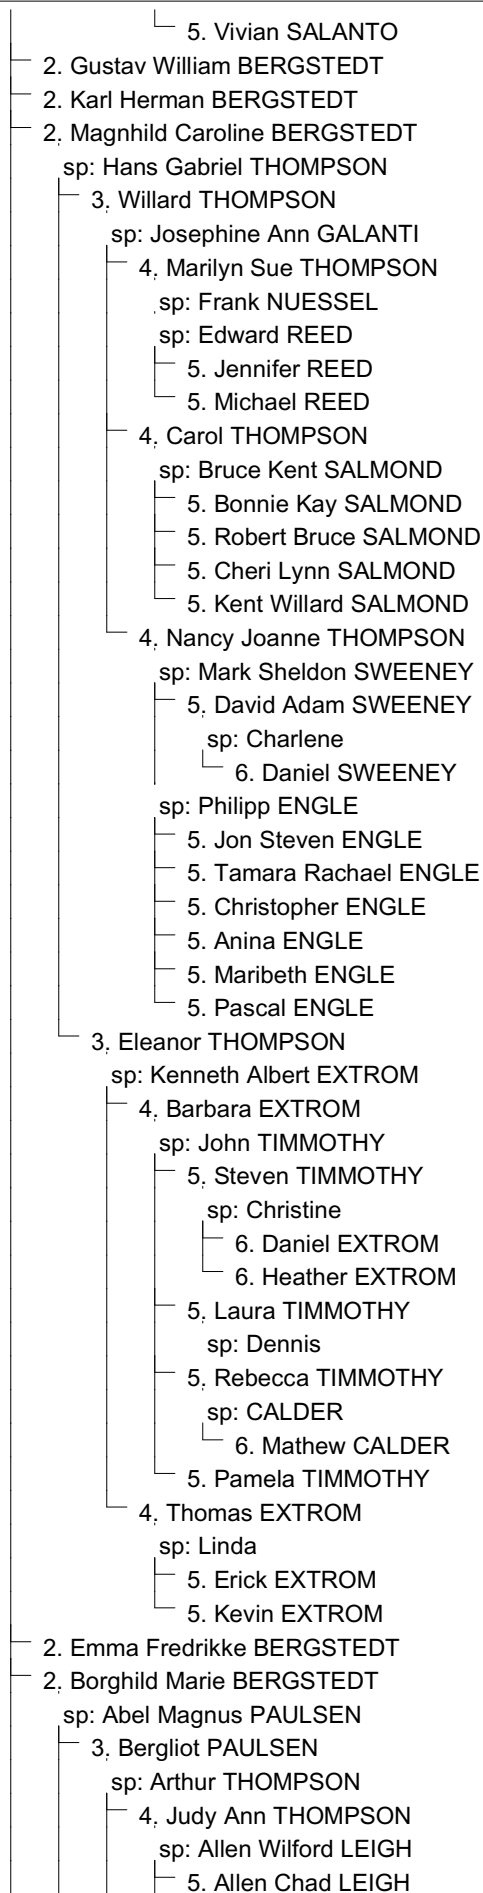 5. Vivian SALANTO
2. Gustav William BERGSTEDT
2. Karl Herman BERGSTEDT
2. Magnhild Caroline BERGSTEDT
sp: Hans Gabriel THOMPSON
3. Willard THOMPSON
sp: Josephine Ann GALANTI
4. Marilyn Sue THOMPSON
sp: Frank NUESSEL
sp: Edward REED
5. Jennifer REED
5. Michael REED
4. Carol THOMPSON
sp: Bruce Kent SALMOND
5. Bonnie Kay SALMOND
5. Robert Bruce SALMOND
5. Cheri Lynn SALMOND
5. Kent Willard SALMOND
4. Nancy Joanne THOMPSON
sp: Mark Sheldon SWEENEY
5. David Adam SWEENEY
sp: Charlene
6. Daniel SWEENEY
sp: Philipp ENGLE
5. Jon Steven ENGLE
5. Tamara Rachael ENGLE
5. Christopher ENGLE
5. Anina ENGLE
5. Maribeth ENGLE
5. Pascal ENGLE
3. Eleanor THOMPSON
sp: Kenneth Albert EXTROM
4. Barbara EXTROM
sp: John TIMMOTHY
5. Steven TIMMOTHY
sp: Christine
6. Daniel EXTROM
6. Heather EXTROM
5. Laura TIMMOTHY
sp: Dennis
5. Rebecca TIMMOTHY
sp: CALDER
6. Mathew CALDER
5. Pamela TIMMOTHY
4. Thomas EXTROM
sp: Linda
5. Erick EXTROM
5. Kevin EXTROM
2. Emma Fredrikke BERGSTEDT
2. Borghild Marie BERGSTEDT
sp: Abel Magnus PAULSEN
3. Bergliot PAULSEN
sp: Arthur THOMPSON
4. Judy Ann THOMPSON
sp: Allen Wilford LEIGH
5. Allen Chad LEIGH